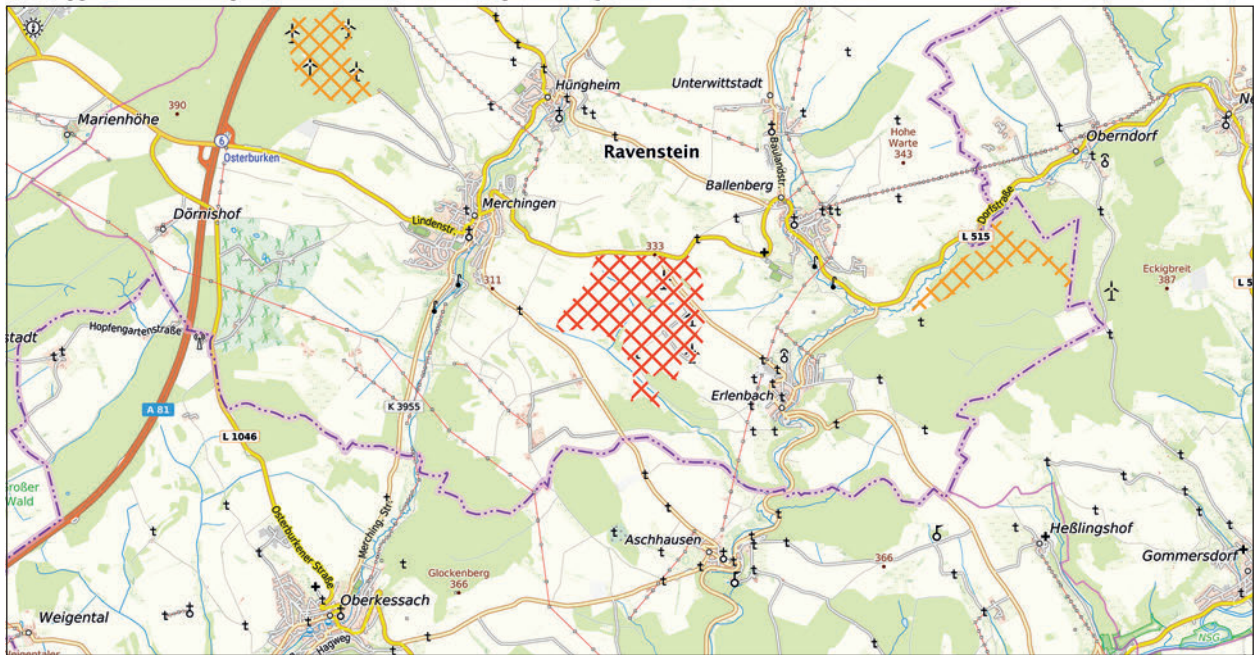 Hüngheim
Unterwittstadt
390
Marienhöhe
6
Osterburken
Ravenstein
Hohe
Warte
343
Oberndorf
Baulandstr.
Ballenberg
Merchingen
Dörnishof
Lindenstr.
Dorfstraße
L 515
333
311
Eckigbreit
387
L 5
Hopfengartenstraße
stadt
2
A 81
K 3955
Erlenbach
L 1046
Großer
Wald
Osterburkener Straße
Merching. Str.
Aschhausen
Heßlingshof
Gommersdorf
Glockenberg
366
366
Oberkessach
Weigental
Hagweg
NSG